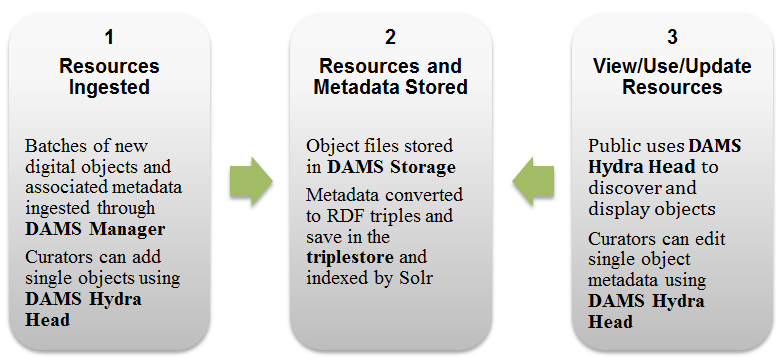 1
Resources
Ingested
Batches of new
digital objects and
associated metadata
ingested through
DAMS Manager
Curators can add
single objects using
DAMS Hydra
Head
2
Resources and
Metadata Stored
Object files stored
in DAMS Storage
Metadata converted
to RDF triples and
save in the
triplestore and
indexed by Solr
3
View/Use/Update
Resources
Public uses DAMS
Hydra Head to
discover and
display objects
Curators can edit
single object
metadata using
DAMS Hydra
Head